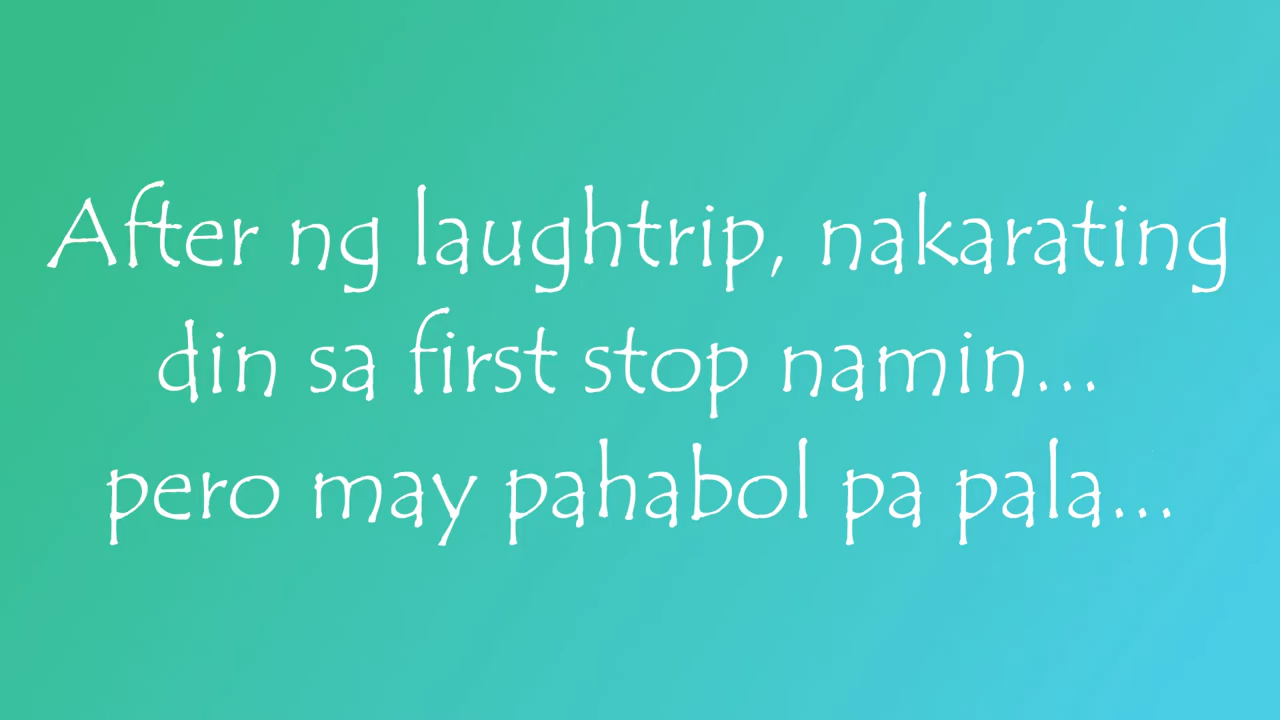 After ng laughtrip, nakarating
din sa first stop namin...
pero may pahabol pa pala...